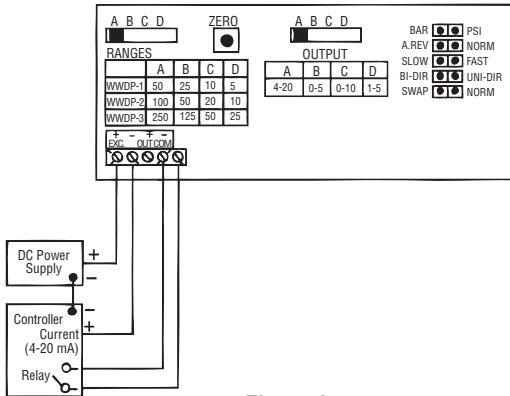 A B C D
ZERO
A B C D
RANGES
A B C D
WWDP-1 50 25 10 5
WWDP-2 100 50 20 10
WWDP-3 250 125 50 25
OUTPUT
A B C D
4-20 0-5 0-10 1-5
BAR PSI
A.REV NORM
SLOW FAST
BI-DIR UNI-DIR
SWAP NORM
+ - + -
EXC. OUT COM
DC Power
Supply
+
-
Controller
-
Current
+
(4-20 mA)
Relay